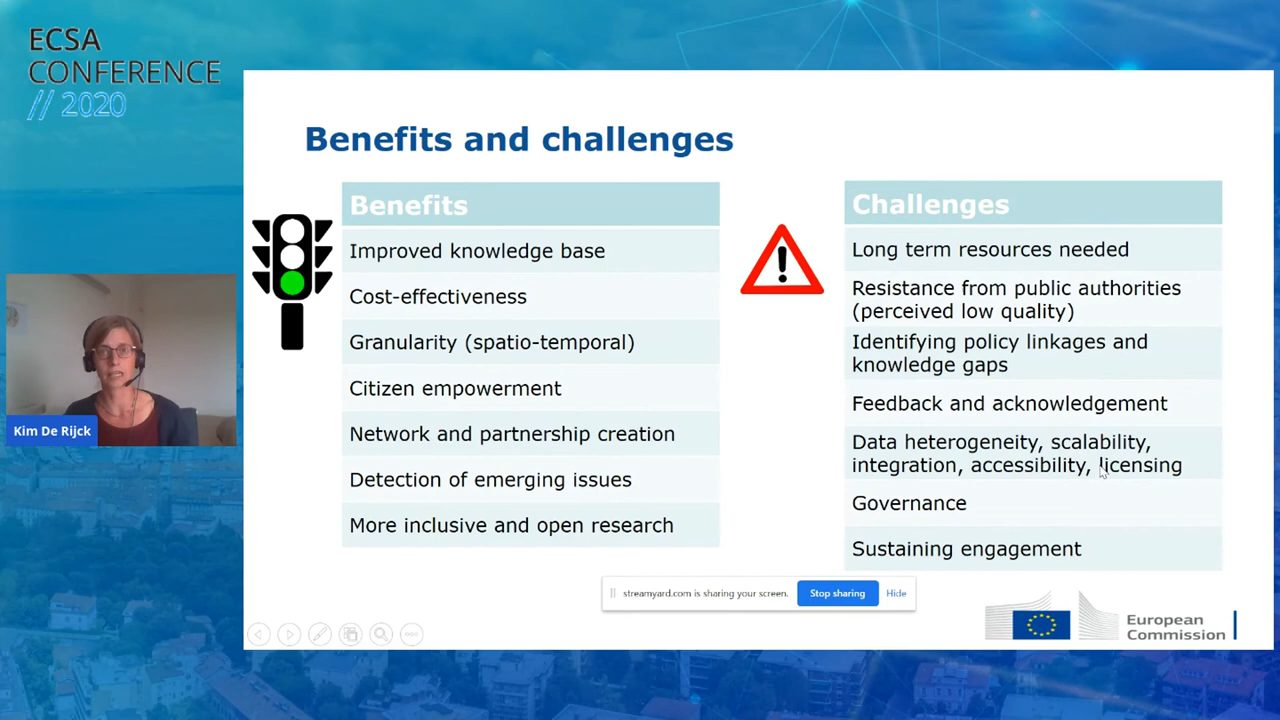 ECSA
CONFERENCE
// 2020
Benefits and challenges
Benefits
Improved knowledge base
Cost-effectiveness
Granularity (spatio-temporal)
Citizen empowerment
Network and partnership creation
Detection of emerging issues
More inclusive and open research
Challenges
Long term resources needed
Resistance from public authorities
(perceived low quality)
Identifying policy linkages and
knowledge gaps
Feedback and acknowledgement
Data heterogeneity, scalability,
integration, accessibility, licensing
Governance
Sustaining engagement
Kim De Rijck
streamyard.com is sharing your screen.
Stop sharing
Hide
European
Commission